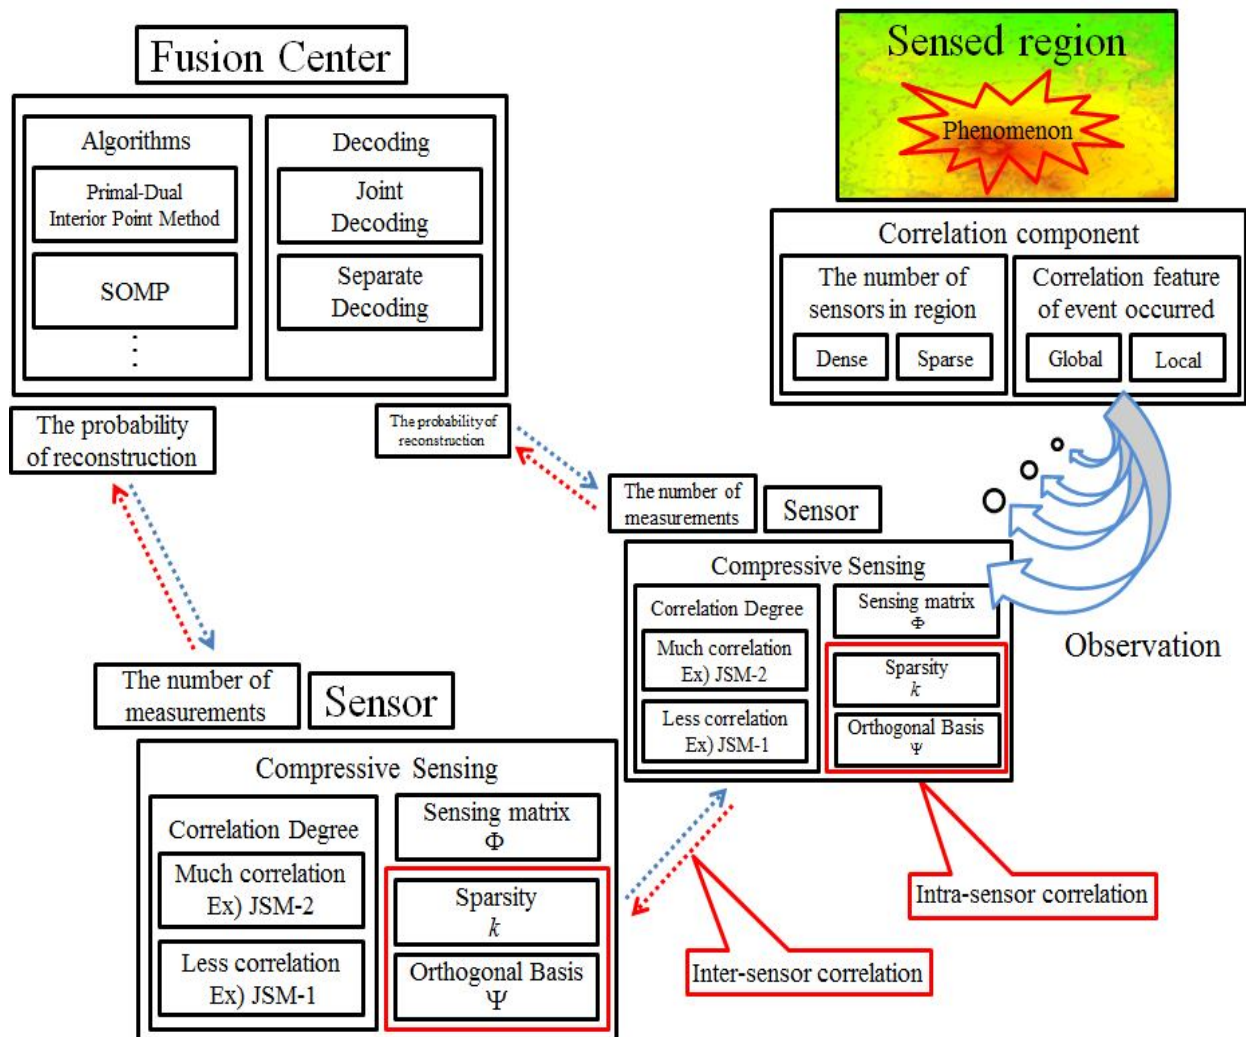 Fusion Center
Algorithms
Primal-Dual
Interior Point Method
SOMP
⋮
Decoding
Joint
Decoding
Separate
Decoding
The probability
of reconstruction
The probability of
reconstruction
Sensed region
Phenomenon
Correlation component
The number of
sensors in region
Dense
Sparse
Correlation feature
of event occurred
Global
Local
Observation
The number of
measurements
Sensor
Compressive Sensing
Correlation Degree
Much correlation
Ex) JSM-2
Less correlation
Ex) JSM-1
Sensing matrix
Φ
Sparsity
k
Orthogonal Basis
Ψ
Intra-sensor correlation
The number of
measurements
Sensor
Compressive Sensing
Correlation Degree
Much correlation
Ex) JSM-2
Less correlation
Ex) JSM-1
Sensing matrix
Φ
Sparsity
k
Orthogonal Basis
Ψ
Inter-sensor correlation